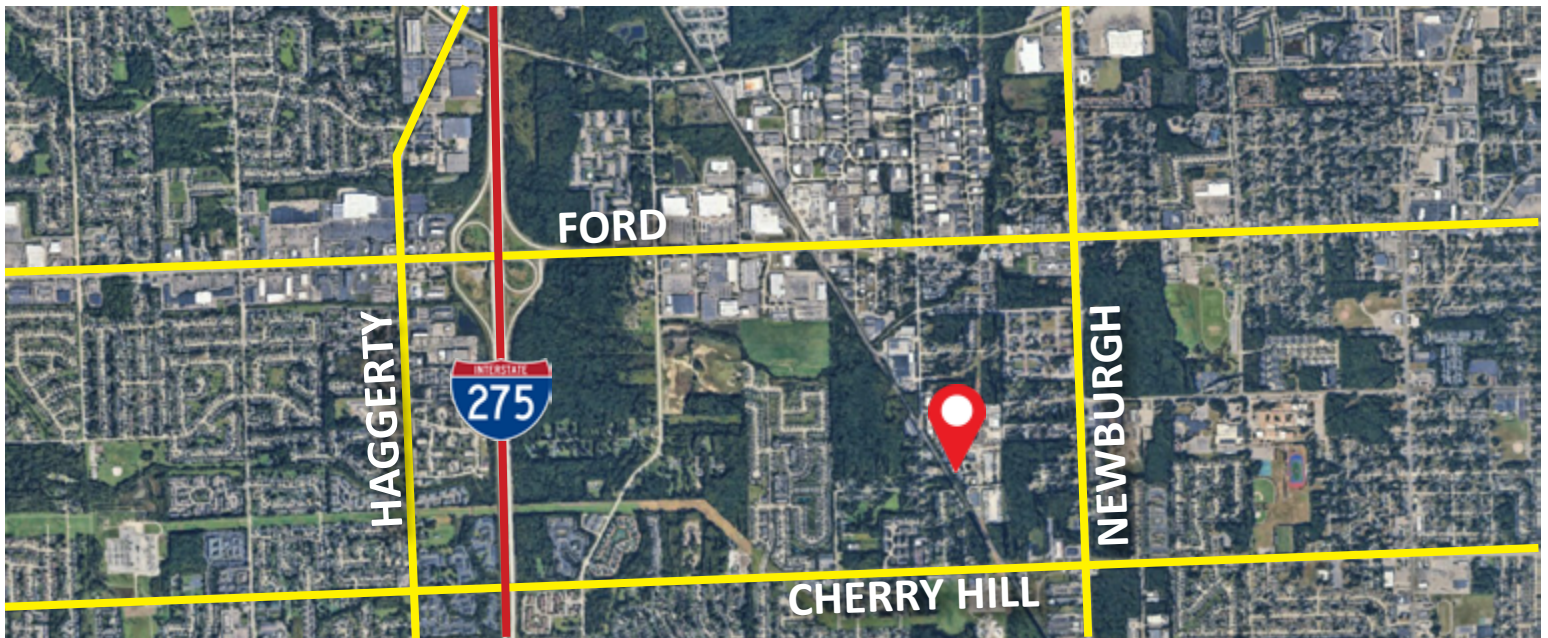 FORD
HAGGERTY
INTERSTATE
275
NEWBURGH
CHERRY HILL